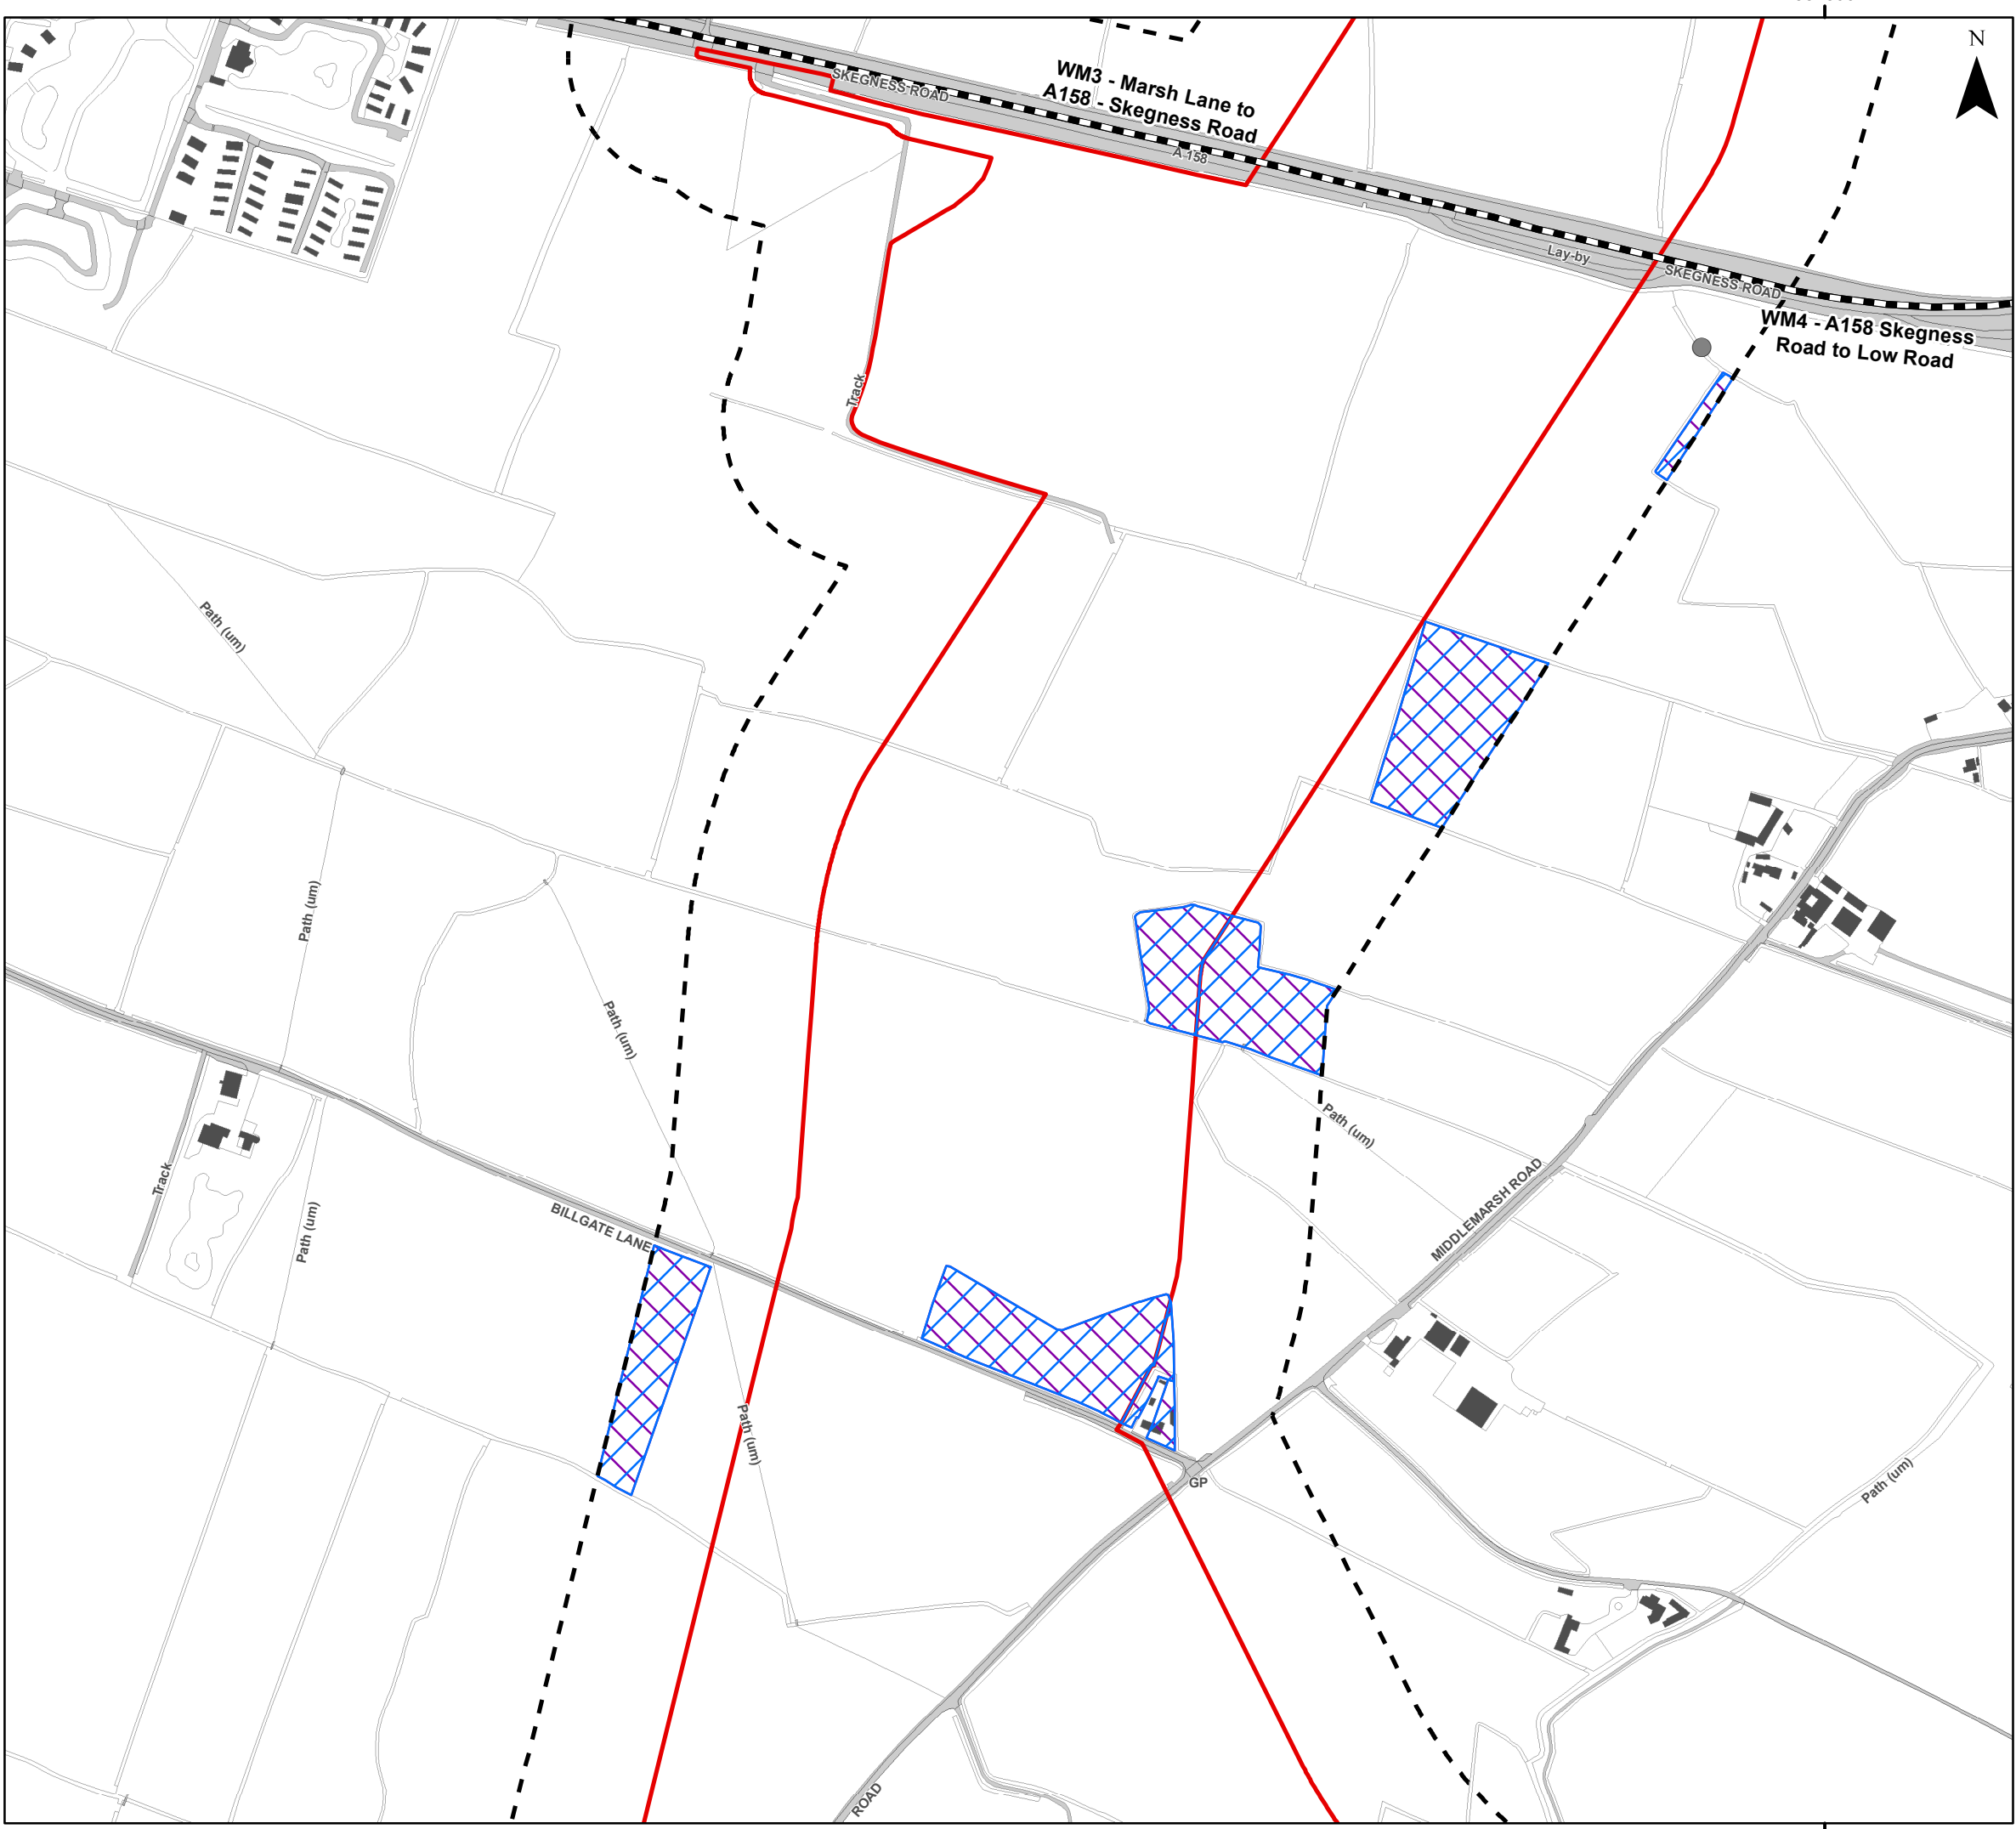 N
WM3 - Marsh Lane to
A158 - Skegness Road
SKEGNESS ROAD
A 158
Lay-by
SKEGNESS ROAD
WM4 - A158 Skegness
Road to Low Road
Track
Path (um)
Path (um)
Path (um)
Path (um)
MIDDLEMARSH ROAD
Track
Path (um)
BILLGATE LANE
Path (um)
GP
Path (um)
ROAD